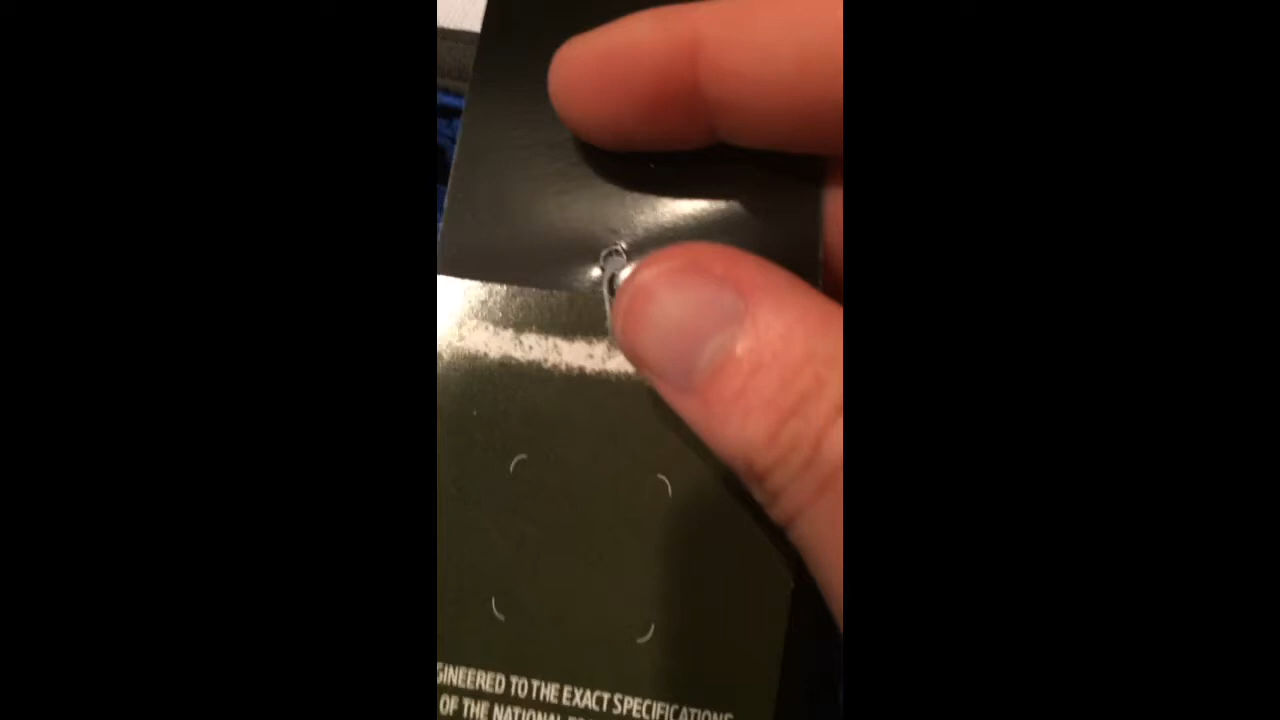 GINEERED TO THE EXACT SPECIFICATIONS
OF THE NATIONAL